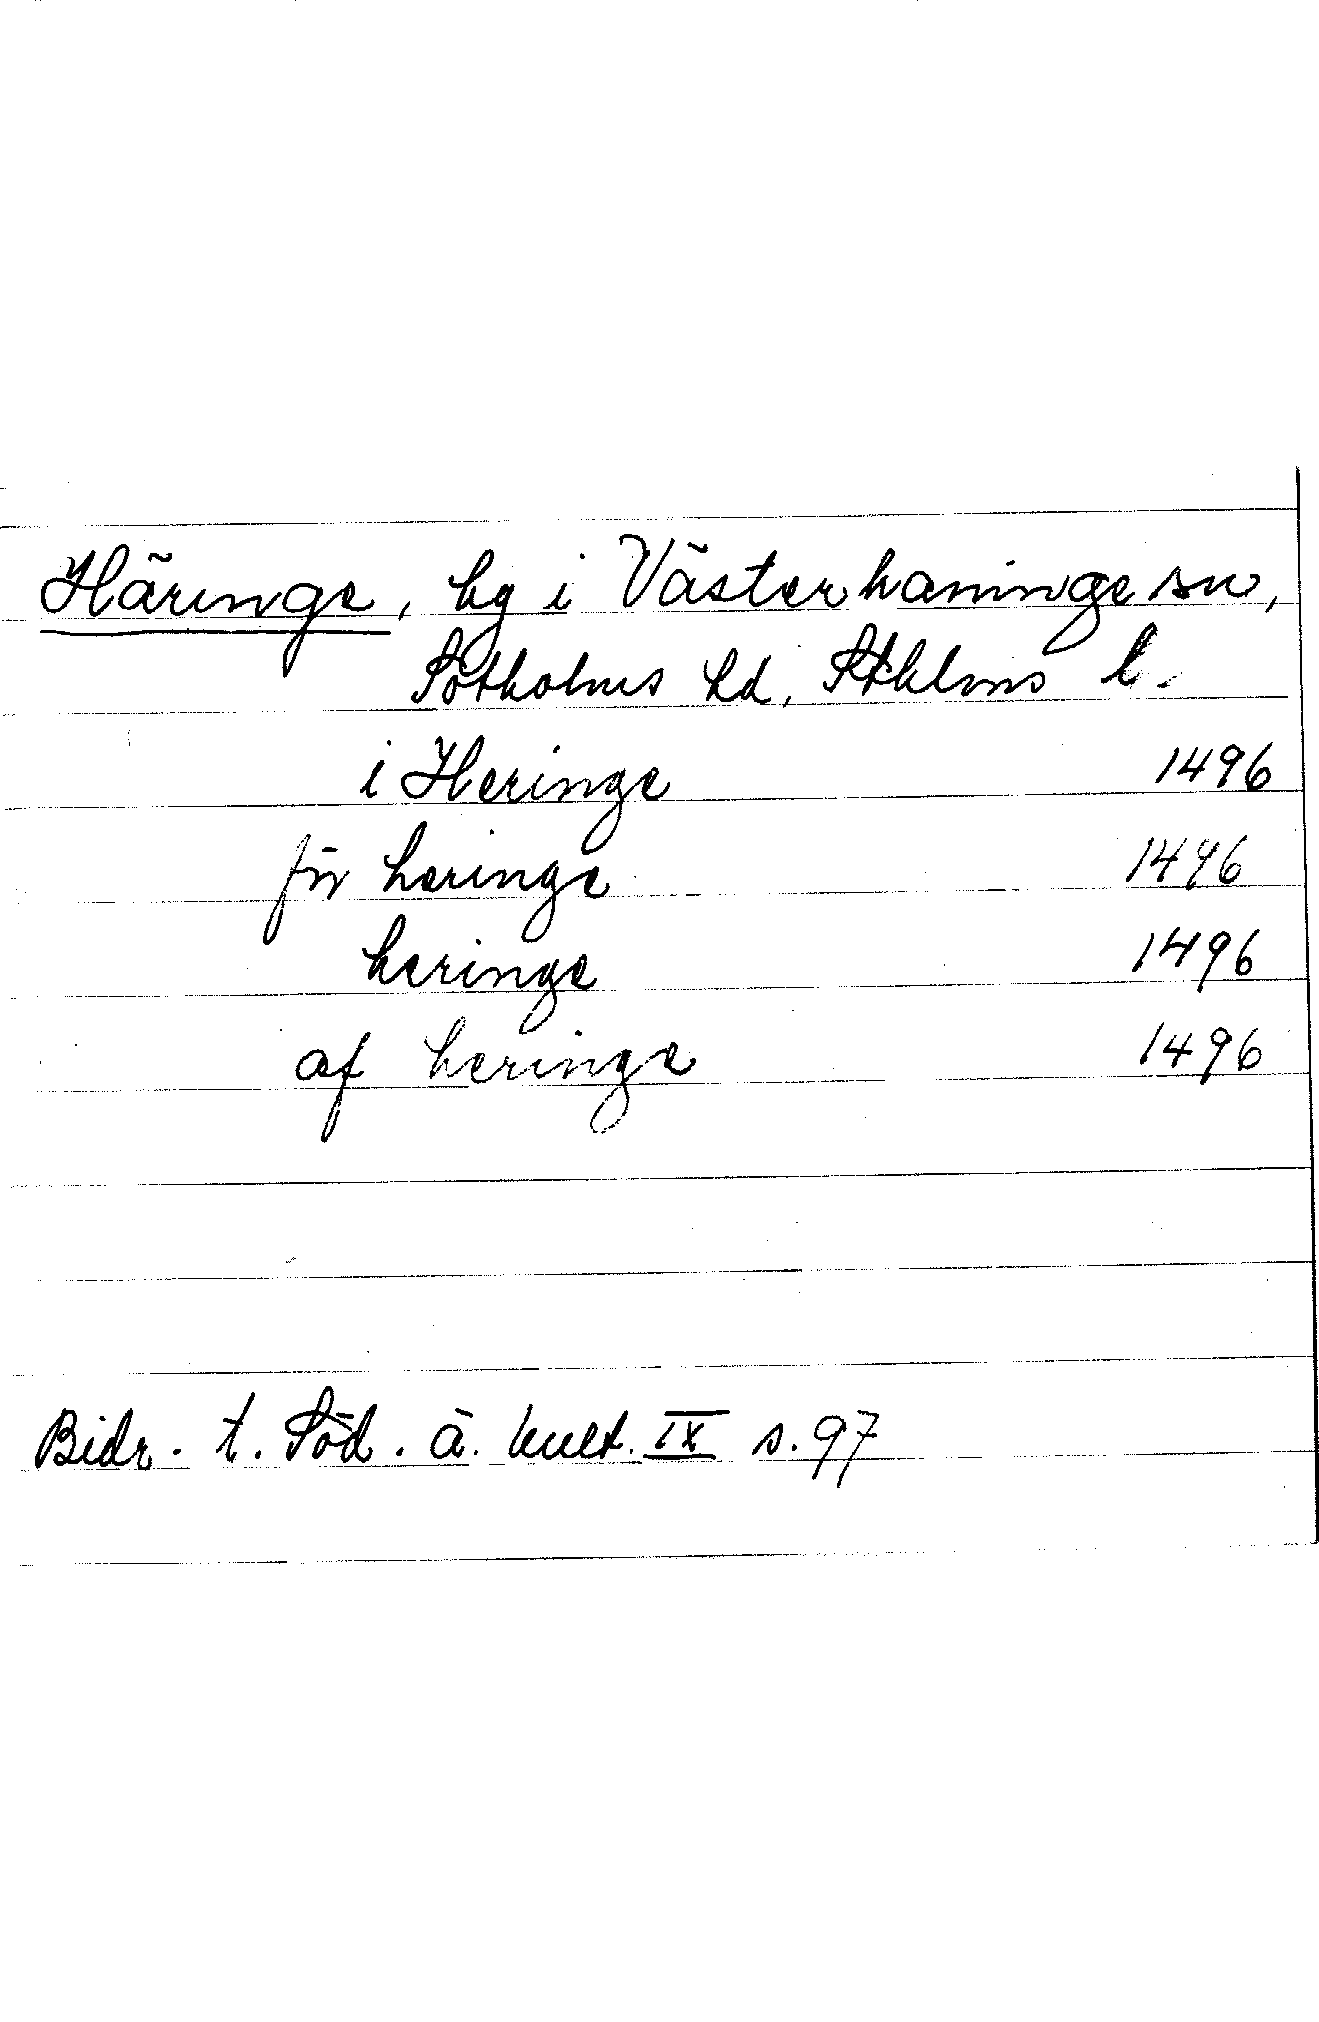 Häringe, hg i Västerhaninge sn,
Sotholms hd, Sthlms l.
i Heringe 1496
för heringe 1496
heringe 1496
af heringe 1496
Bidr. t. Söd. ä. kult. IX s. 97